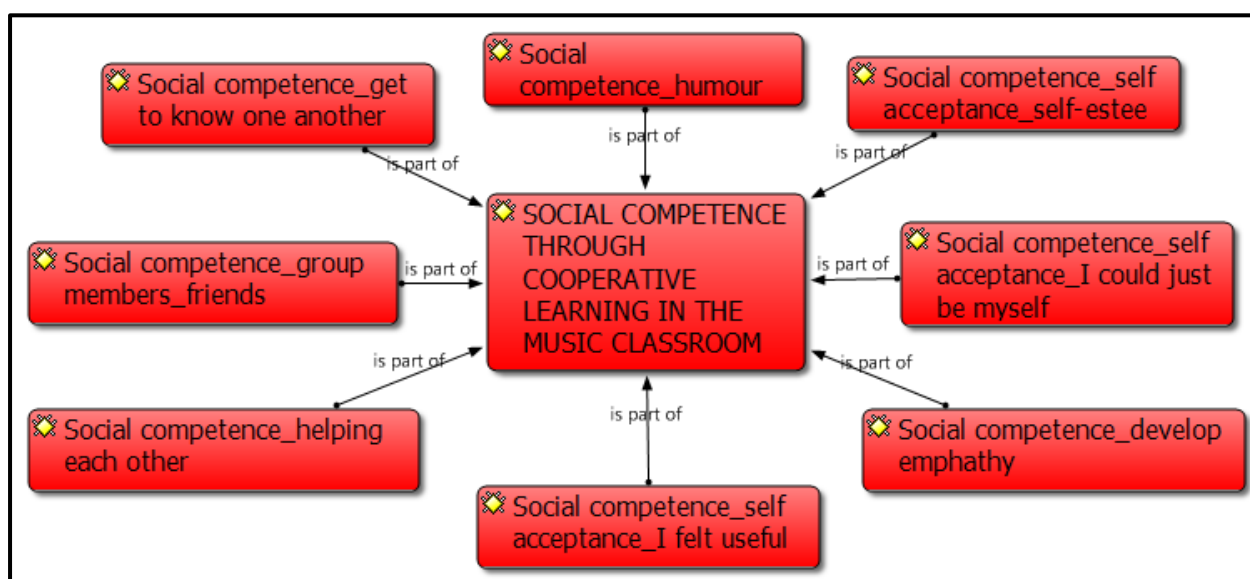 Social
competence_humour
Social competence_get
to know one another
Social competence_self
acceptance_self-estee
is part of
is part of
is part of
SOCIAL COMPETENCE
THROUGH
COOPERATIVE
LEARNING IN THE
MUSIC CLASSROOM
Social competence_group
members_friends
is part of
is part of
Social competence_self
acceptance_I could just
be myself
is part of
is part of
is part of
Social competence_helping
each other
Social competence_develop
emphathy
Social competence_self
acceptance_I felt useful